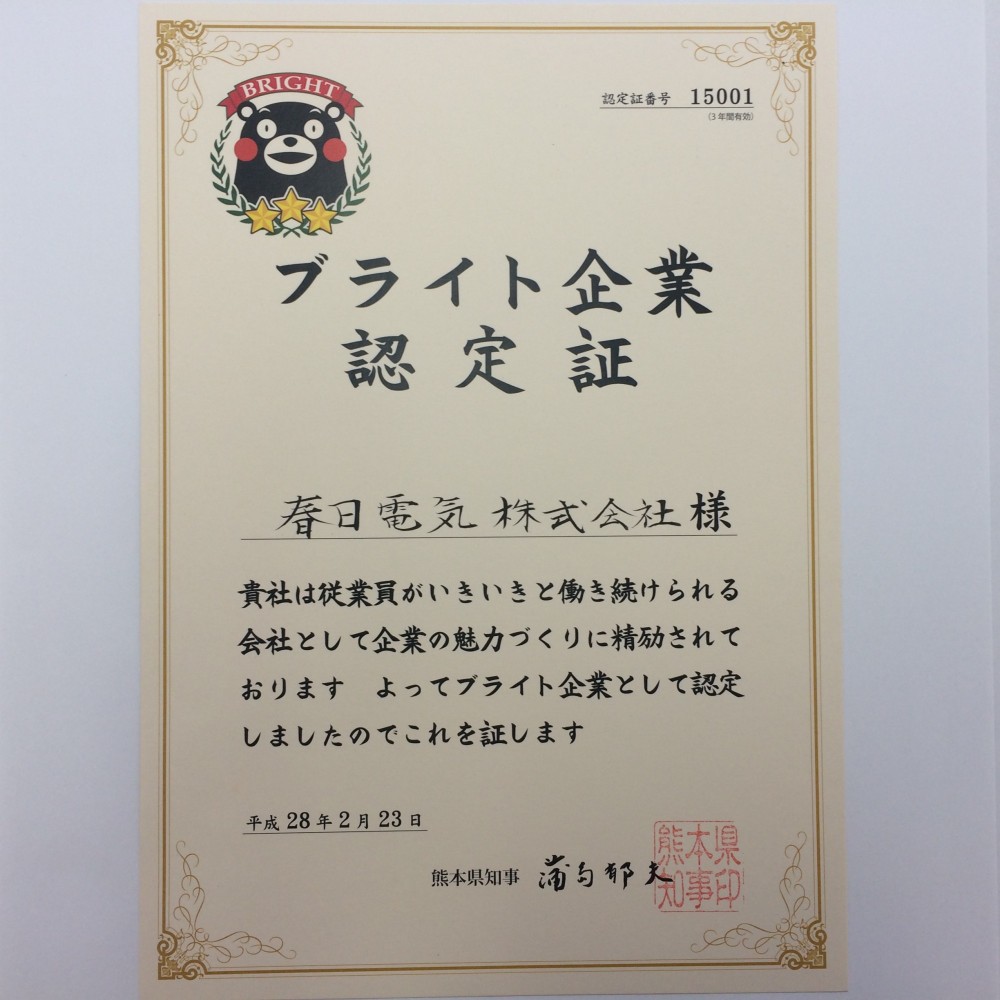 BRIGHT
認定証番号 15001
(3年間有効)
ブライト企業
認定証
春日電気株式会社様
貴社は従業員がいきいきと働き続けられる
会社として企業の魅力づくりに精励されて
おります　よってブライト企業として認定
しましたのでこれを証します
平成28年2月23日
熊本県知事 蒲島郁夫
熊本県
知事印